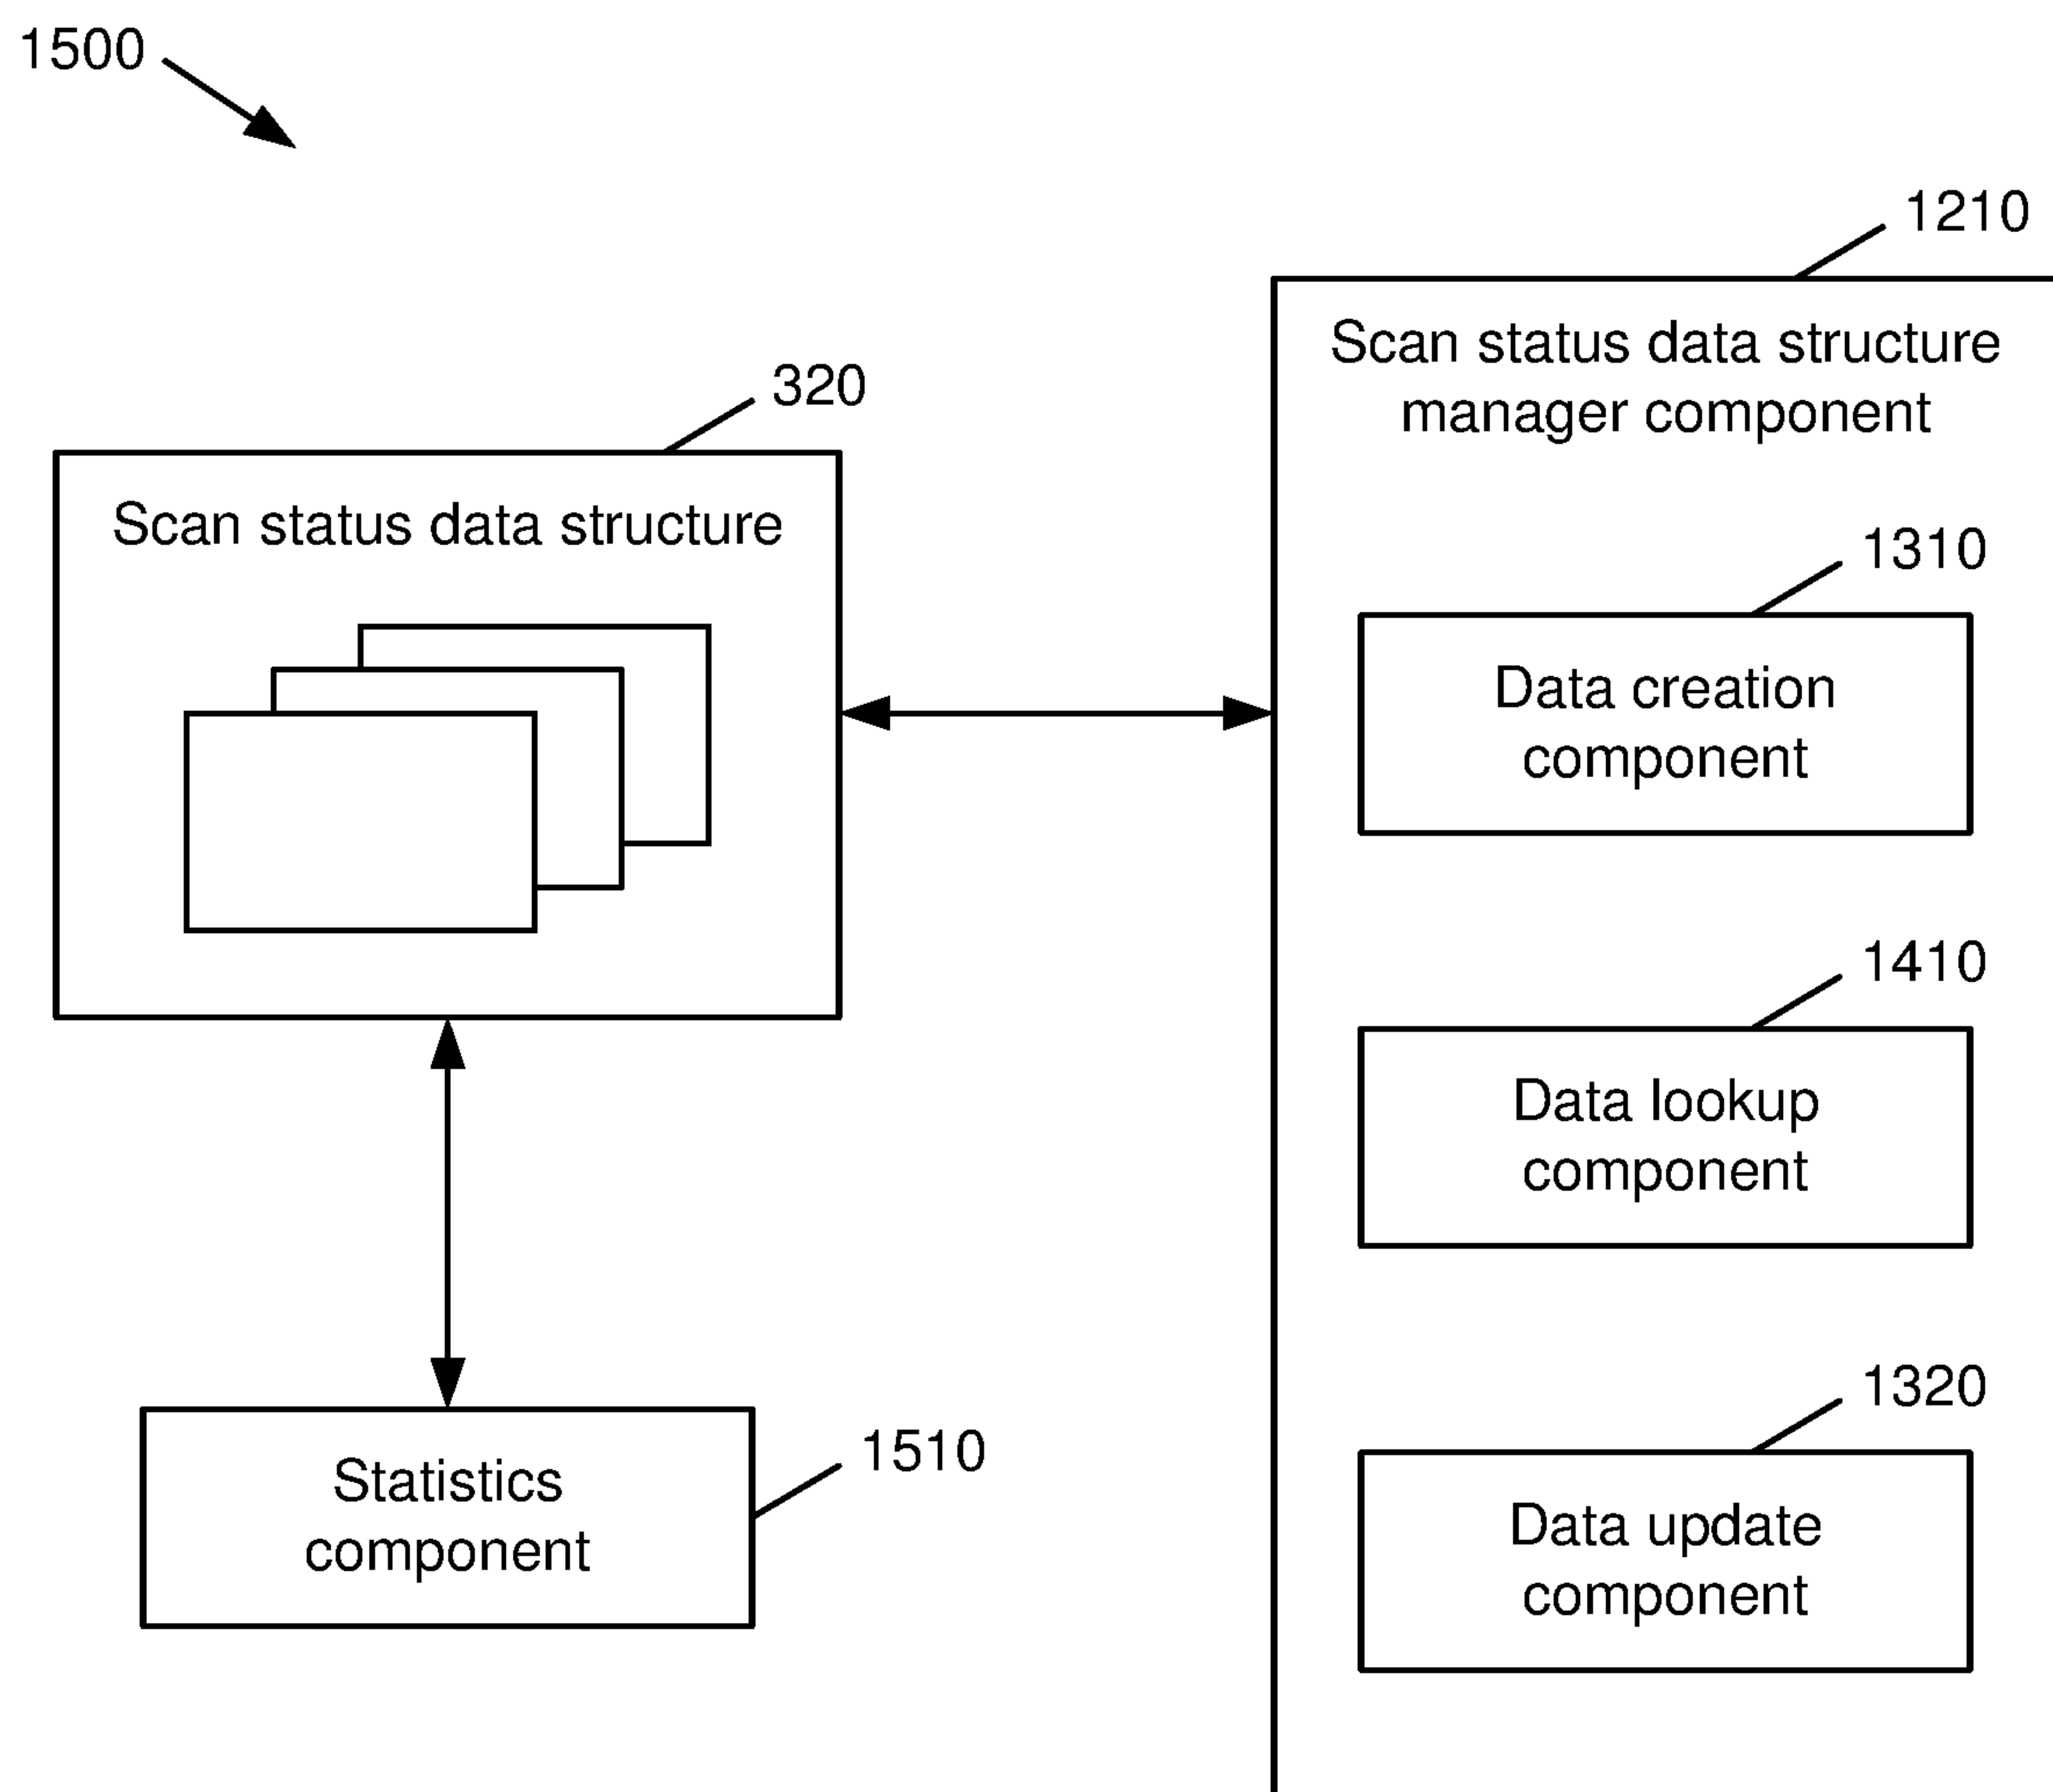 1500
1210
Scan status data structure
manager component
320
Scan status data structure
1310
Data creation
component
1410
Data lookup
component
1320
Data update
component
1510
Statistics
component